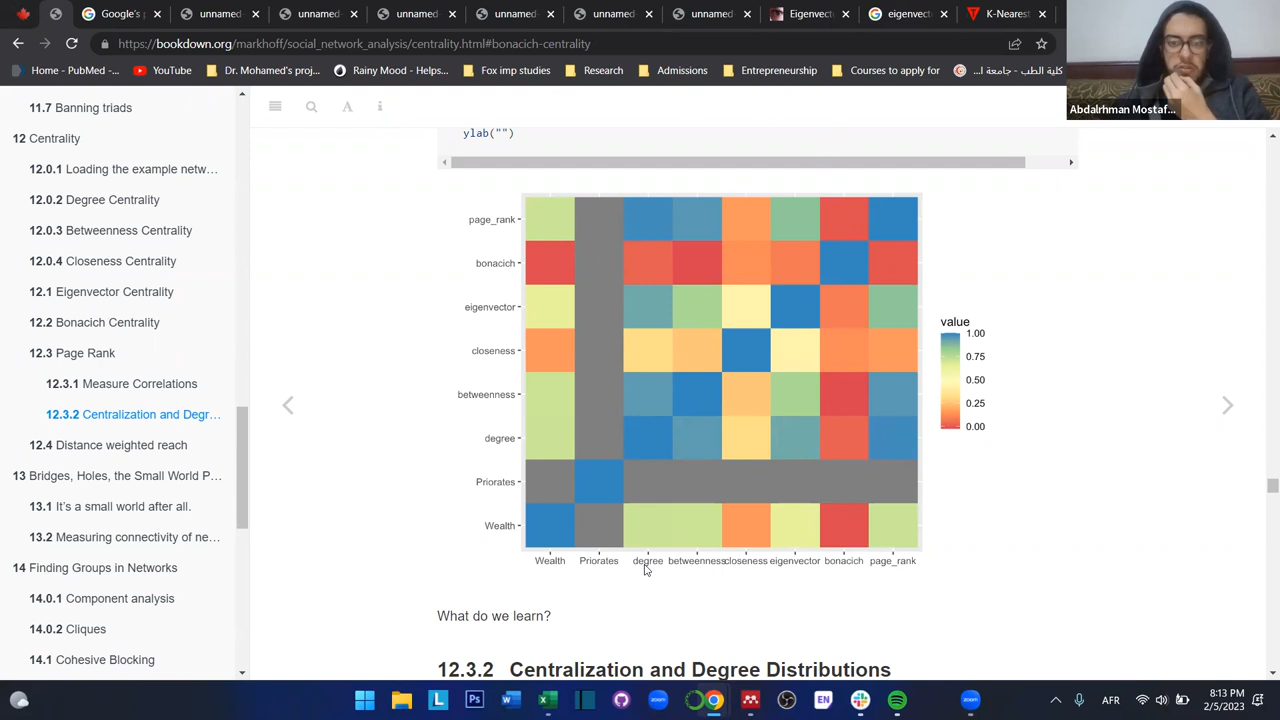 Google's
unnamed
unnamed
unnamed
unnamed
unnamed
unnamed
Eigenvec
eigenvect
K-Nearest
https://bookdown.org/markhoff/social_network_analysis/centrality.html#bonacich-centrality
Home - PubMed -...
YouTube
Dr. Mohamed's proj...
Rainy Mood - Helps...
Fox imp studies
Research
Admissions
Entrepreneurship
Courses to apply for
كلية الطب - جامعة ا...
Abdalrhman Mostaf...
11.7 Banning triads
12 Centrality
12.0.1 Loading the example netw...
12.0.2 Degree Centrality
12.0.3 Betweenness Centrality
12.0.4 Closeness Centrality
12.1 Eigenvector Centrality
12.2 Bonacich Centrality
12.3 Page Rank
12.3.1 Measure Correlations
12.3.2 Centralization and Degr...
12.4 Distance weighted reach
13 Bridges, Holes, the Small World P...
13.1 It's a small world after all.
13.2 Measuring connectivity of ne...
14 Finding Groups in Networks
14.0.1 Component analysis
14.0.2 Cliques
14.1 Cohesive Blocking
A
i
ylab("")
page_rank
bonacich
eigenvector
closeness
betweenness
degree
Priorates
Wealth
Wealth Priorates degree betweenness closeness eigenvector bonacich page_rank
value
1.00
0.75
0.50
0.25
0.00
What do we learn?
12.3.2 Centralization and Degree Distributions
L
Ps
W
X
zoom
EN
zoom
AFR
8:13 PM
2/5/2023